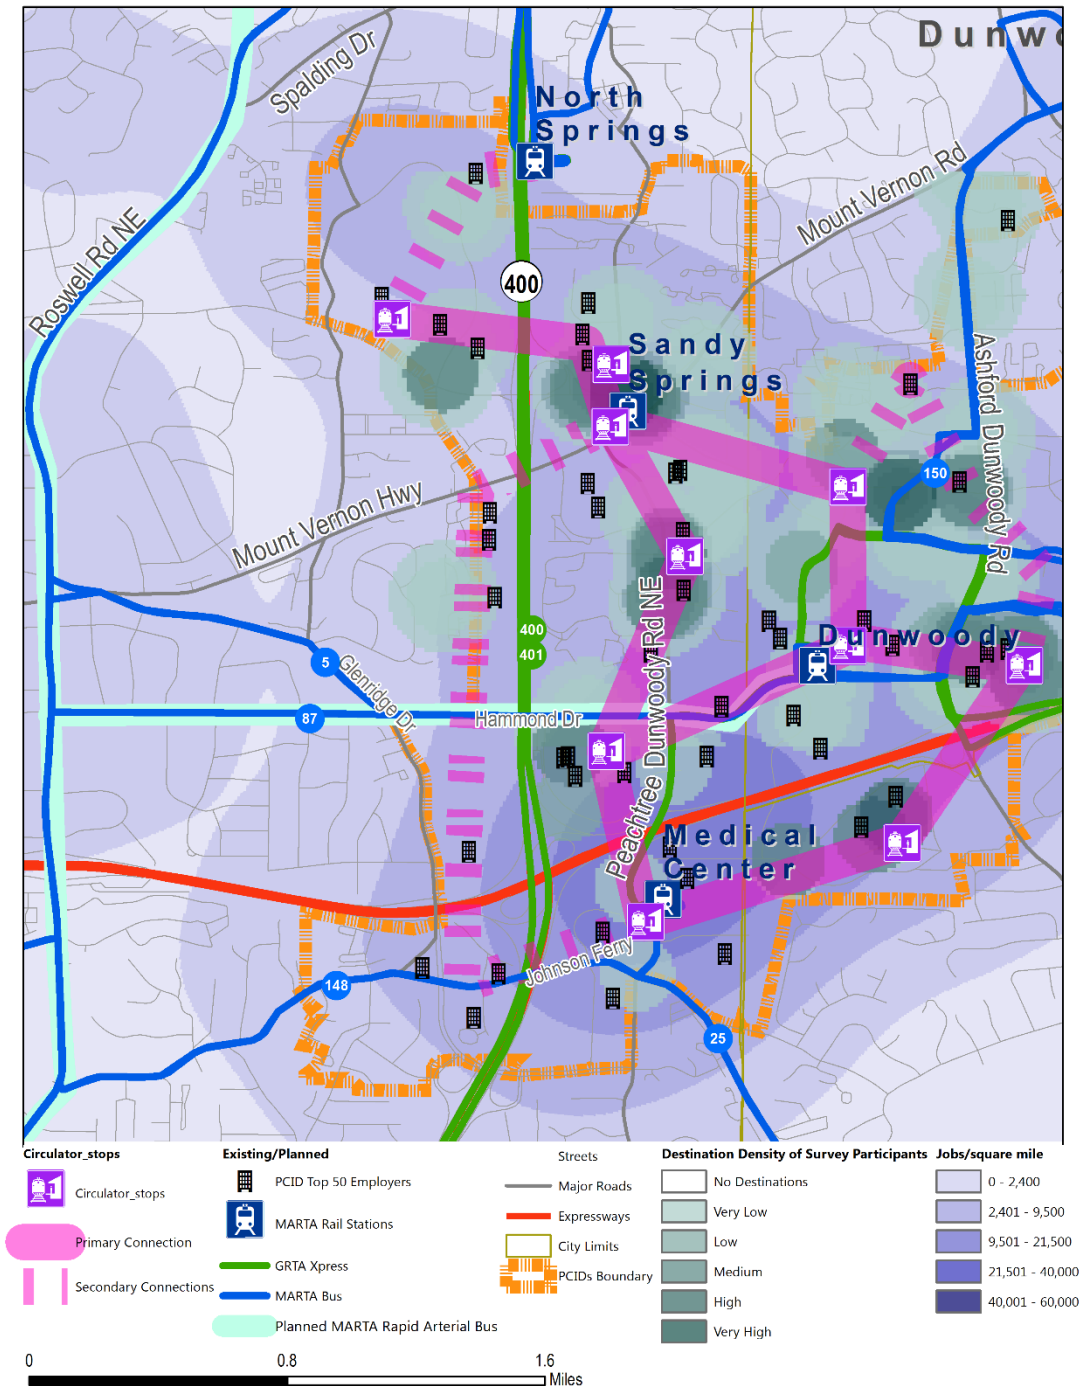 Dunwo
Spalding Dr
North
Springs
Mount Vernon Rd
Roswell Rd NE
400
Sandy
Springs
Ashford Dunwoody Rd
150
Mount Vernon Hwy
400
401
Dunwoody
5
Glenridge Dr
87
Hammond Dr
Peachtree Dunwoody Rd NE
Medical
Center
Johnson Ferry
148
25
Circulator_stops
Circulator_stops
Primary Connection
Secondary Connections
Existing/Planned
PCID Top 50 Employers
MARTA Rail Stations
GRTA Xpress
MARTA Bus
Planned MARTA Rapid Arterial Bus
Streets
Major Roads
Expressways
City Limits
PCIDs Boundary
Destination Density of Survey Participants
No Destinations
Very Low
Low
Medium
High
Very High
Jobs/square mile
0 - 2,400
2,401 - 9,500
9,501 - 21,500
21,501 - 40,000
40,001 - 60,000
0 0.8 1.6
Miles